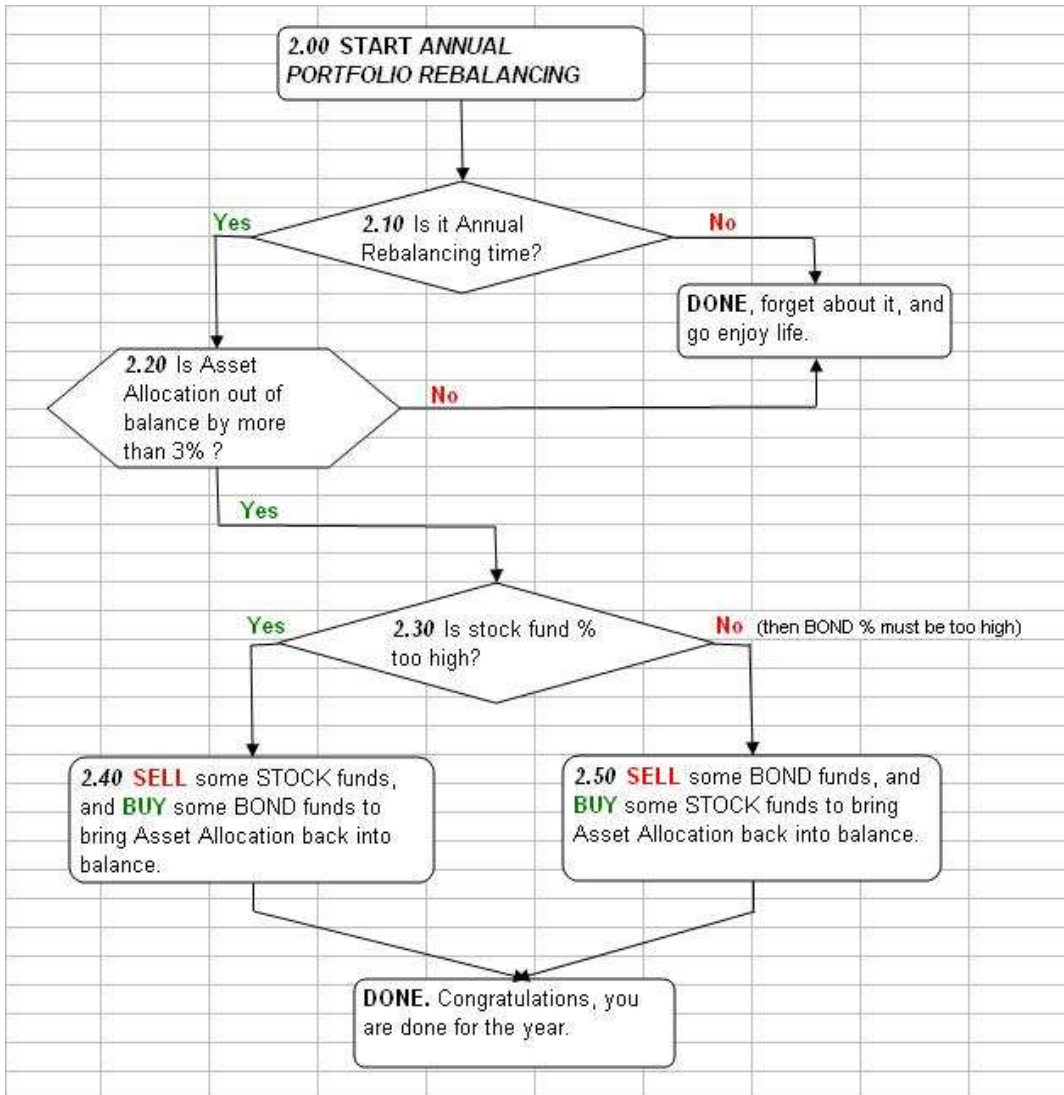 2.00 START ANNUAL
PORTFOLIO REBALANCING
Yes
2.10 Is it Annual
Rebalancing time?
No
DONE, forget about it, and
go enjoy life.
2.20 Is Asset
Allocation out of
balance by more
than 3% ?
No
Yes
Yes
2.30 Is stock fund %
too high?
No (then BOND % must be too high)
2.40 SELL some STOCK funds,
and BUY some BOND funds to
bring Asset Allocation back into
balance.
2.50 SELL some BOND funds, and
BUY some STOCK funds to bring
Asset Allocation back into balance.
DONE. Congratulations, you
are done for the year.